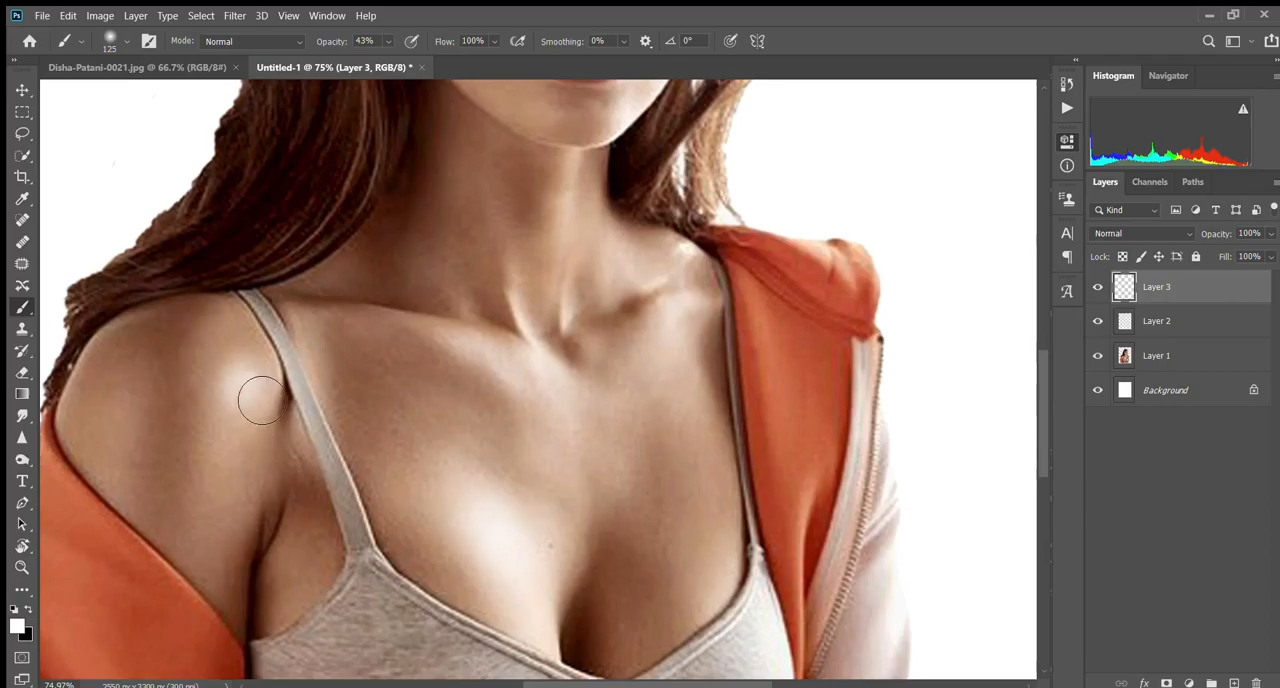 Ps File Edit Image Layer Type Select Filter 3D View Window Help
125 Mode: Normal Opacity: 43% Flow: 100% Smoothing: 0% 0°
Disha-Patani-0021.jpg @ 66.7% (RGB/8#) × Untitled-1 @ 75% (Layer 3, RGB/8) * ×
Histogram Navigator
Layers Channels Paths
Kind
Normal Opacity: 100%
Lock: Fill: 100%
Layer 3
Layer 2
Layer 1
Background
74.97% 2550 px x 3300 px (300 ppi)
fx